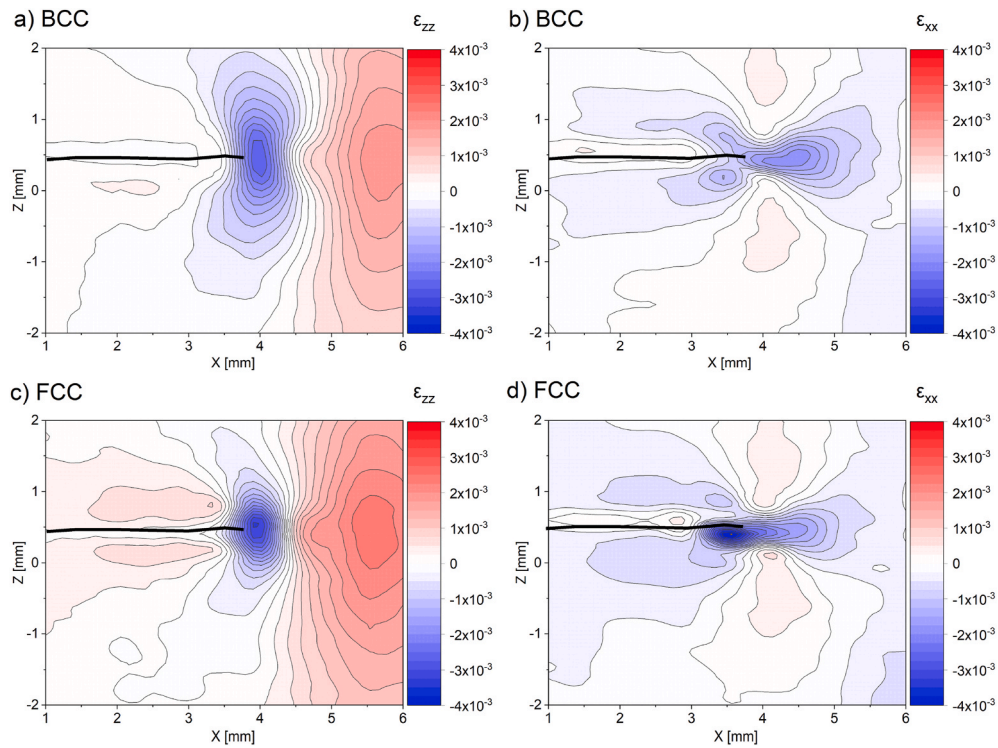 a) BCC
ε_zz
b) BCC
ε_xx
2
1
0
-1
-2
1 2 3 4 5 6
X [mm]
Z [mm]
4x10⁻³
3x10⁻³
2x10⁻³
1x10⁻³
0
-1x10⁻³
-2x10⁻³
-3x10⁻³
-4x10⁻³
2
1
0
-1
-2
1 2 3 4 5 6
X [mm]
Z [mm]
4x10⁻³
3x10⁻³
2x10⁻³
1x10⁻³
0
-1x10⁻³
-2x10⁻³
-3x10⁻³
-4x10⁻³
c) FCC
ε_zz
d) FCC
ε_xx
2
1
0
-1
-2
1 2 3 4 5 6
X [mm]
Z [mm]
4x10⁻³
3x10⁻³
2x10⁻³
1x10⁻³
0
-1x10⁻³
-2x10⁻³
-3x10⁻³
-4x10⁻³
2
1
0
-1
-2
1 2 3 4 5 6
X [mm]
Z [mm]
4x10⁻³
3x10⁻³
2x10⁻³
1x10⁻³
0
-1x10⁻³
-2x10⁻³
-3x10⁻³
-4x10⁻³